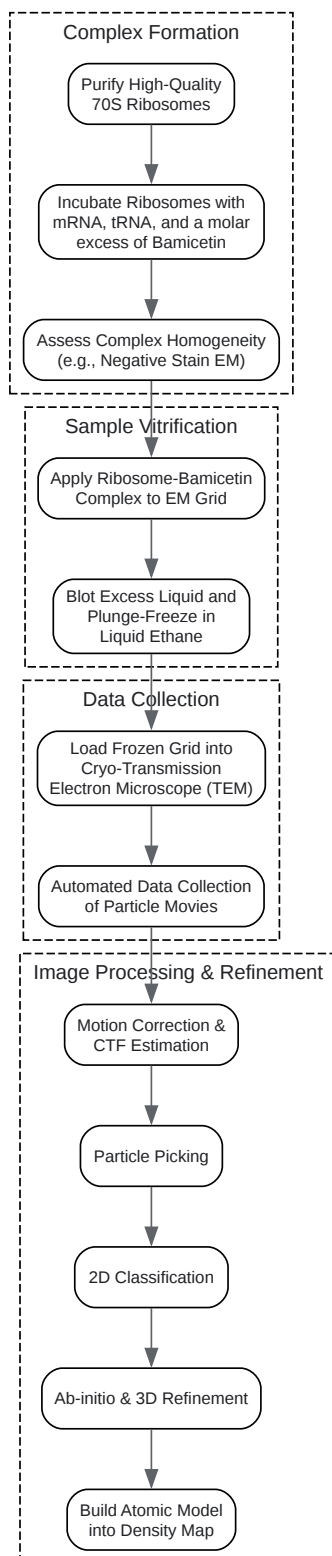 Complex Formation
Purify High-Quality
70S Ribosomes
Incubate Ribosomes with
mRNA, tRNA, and a molar
excess of Bamicetin
Assess Complex Homogeneity
(e.g., Negative Stain EM)
Sample Vitrification
Apply Ribosome-Bamicetin
Complex to EM Grid
Blot Excess Liquid and
Plunge-Freeze in
Liquid Ethane
Data Collection
Load Frozen Grid into
Cryo-Transmission
Electron Microscope (TEM)
Automated Data Collection
of Particle Movies
Image Processing & Refinement
Motion Correction &
CTF Estimation
Particle Picking
2D Classification
Ab-initio & 3D Refinement
Build Atomic Model
into Density Map